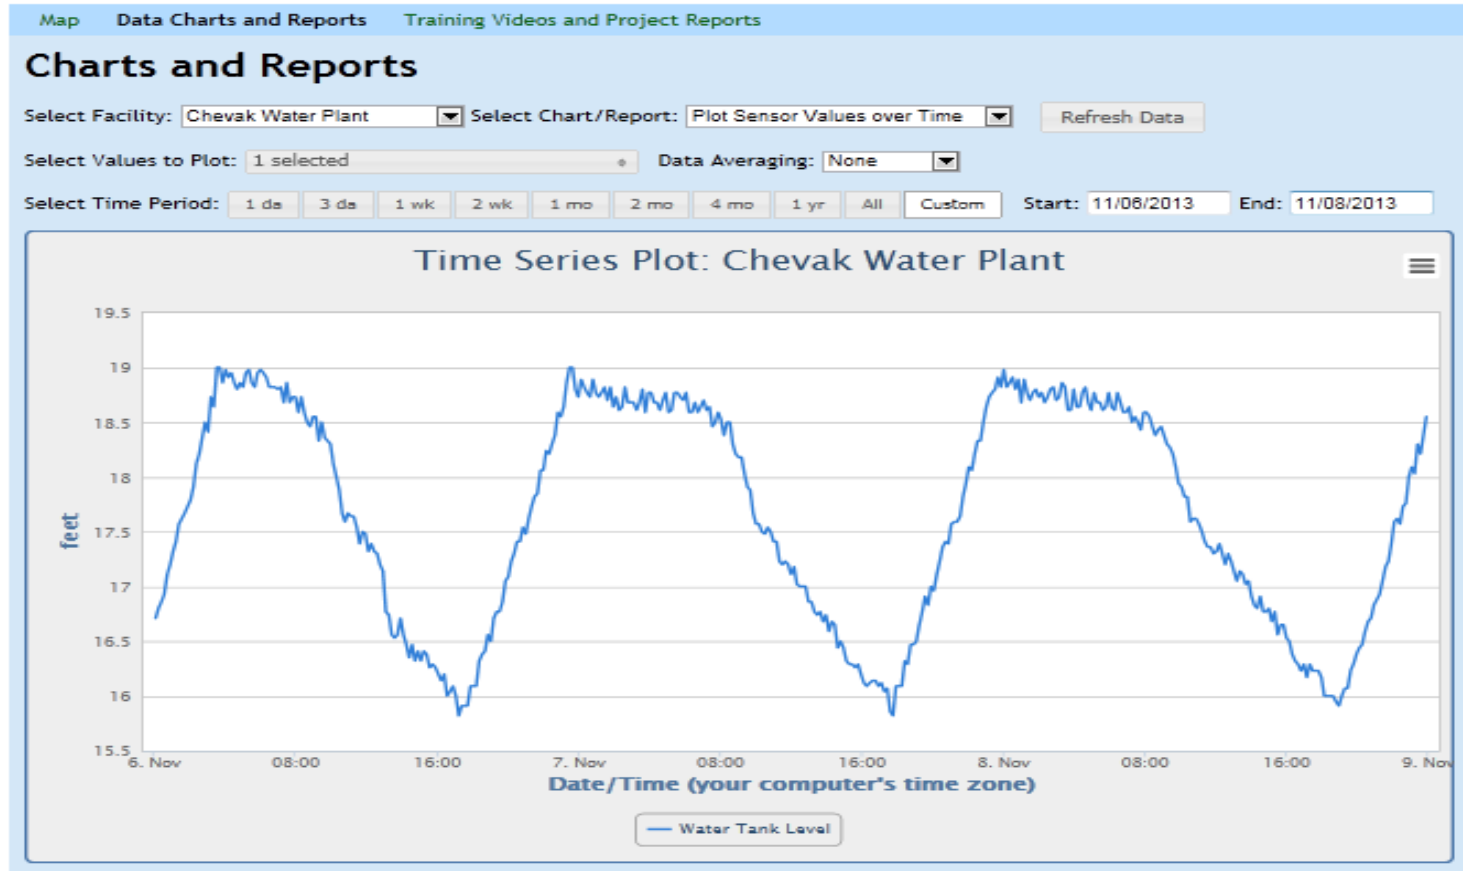 Map Data Charts and Reports Training Videos and Project Reports
Charts and Reports
Select Facility: Chevak Water Plant Select Chart/Report: Plot Sensor Values over Time Refresh Data
Select Values to Plot: 1 selected Data Averaging: None
Select Time Period: 1 da 3 da 1 wk 2 wk 1 mo 2 mo 4 mo 1 yr All Custom Start: 11/06/2013 End: 11/08/2013
Time Series Plot: Chevak Water Plant
19.5
19
18.5
18
17.5
17
16.5
16
15.5
feet
6. Nov 08:00 16:00 7. Nov 08:00 16:00 8. Nov 08:00 16:00 9. Nov
Date/Time (your computer's time zone)
Water Tank Level